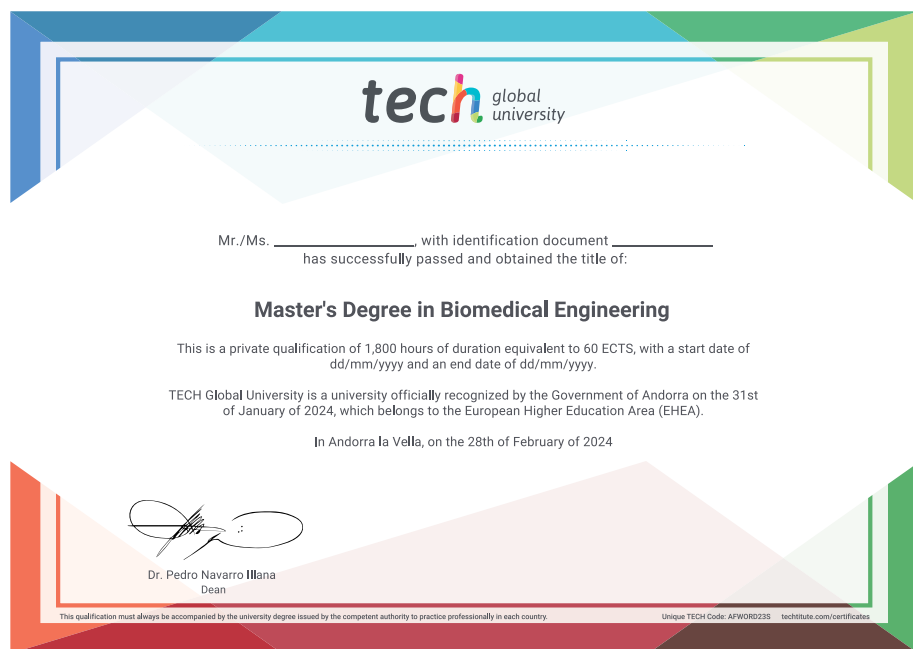 tech global
university
Mr./Ms. ____________, with identification document ____________
has successfully passed and obtained the title of:
Master's Degree in Biomedical Engineering
This is a private qualification of 1,800 hours of duration equivalent to 60 ECTS, with a start date of
dd/mm/yyyy and an end date of dd/mm/yyyy.
TECH Global University is a university officially recognized by the Government of Andorra on the 31st
of January of 2024, which belongs to the European Higher Education Area (EHEA).
In Andorra la Vella, on the 28th of February of 2024
Dr. Pedro Navarro Illana
Dean
This qualification must always be accompanied by the university degree issued by the competent authority to practice professionally in each country. Unique TECH Code: AFWORD23S techtitute.com/certificates